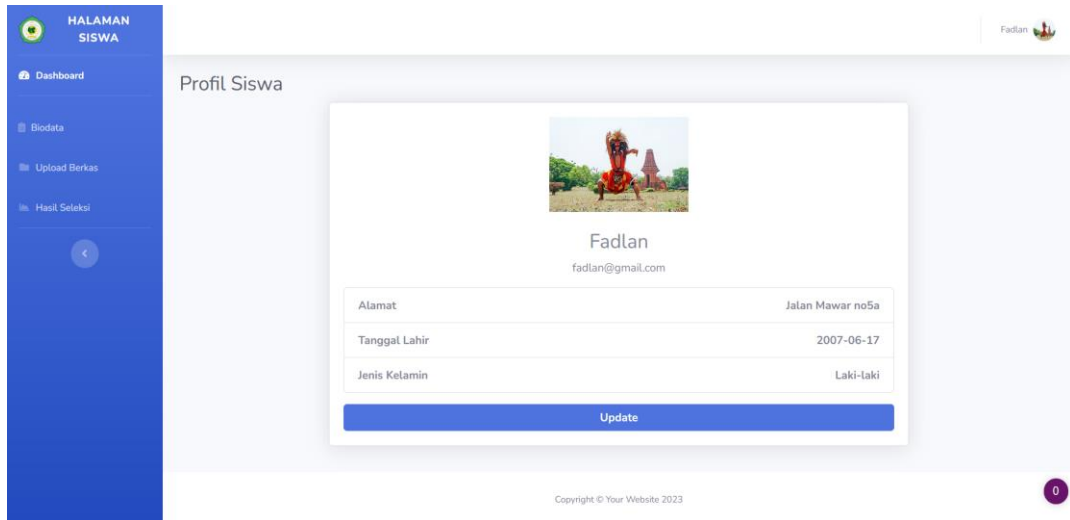 HALAMAN
SISWA
Fadlan
Dashboard
Biodata
Upload Berkas
Hasil Seleksi
Profil Siswa
Fadlan
fadlan@gmail.com
Alamat Jalan Mawar no5a
Tanggal Lahir 2007-06-17
Jenis Kelamin Laki-laki
Update
Copyright © Your Website 2023
0